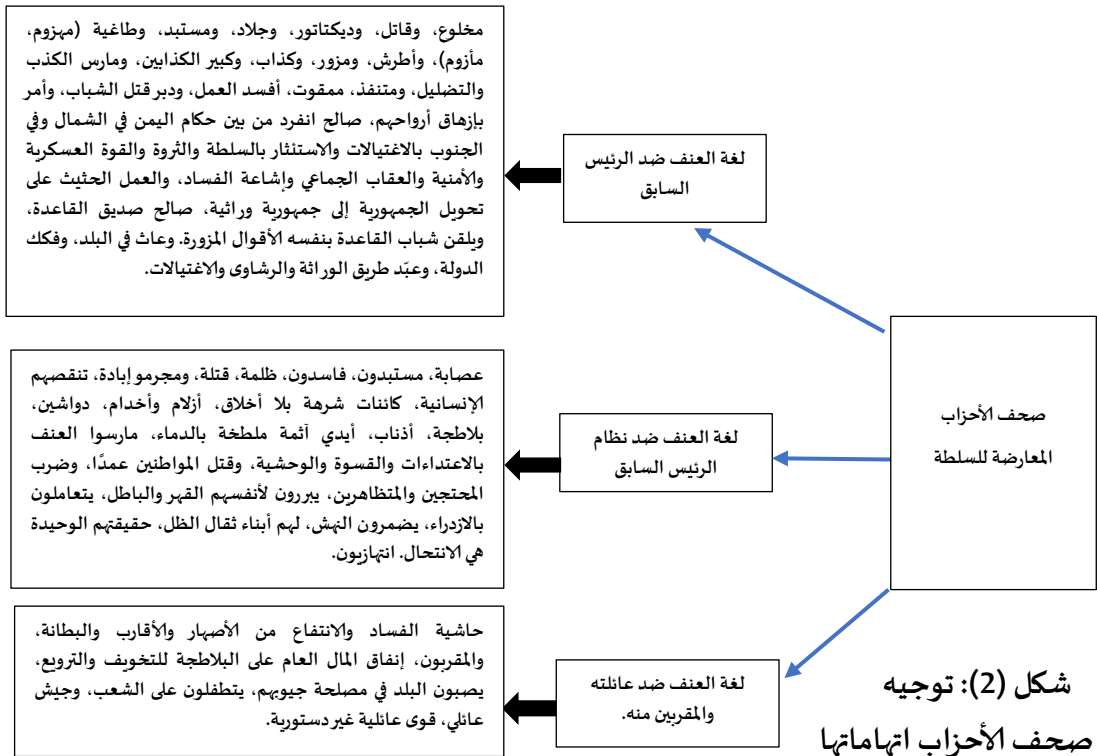 مخلوع، وقاتل، وديكتاتور، وجلاد، ومستبد، وطاغية (مهزوم،
مأزوم)، وأطرش، ومزور، وكذاب، وكبير الكذابين، ومارس الكذب
والتضليل، ومتنفذ، ممقوت، أفسد العمل، ودبر قتل الشباب، وأمر
بإزهاق أرواحهم، صالح انفرد من بين حكام اليمن في الشمال وفي
الجنوب بالاغتيالات والاستئثار بالسلطة والثروة والقوة العسكرية
والأمنية والعقاب الجماعي وإشاعة الفساد، والعمل الحثيث على
تحويل الجمهورية إلى جمهورية وراثية، صالح صديق القاعدة،
ويلقن شباب القاعدة بنفسه الأقوال المزورة. وعاث في البلد، وفكك
الدولة، وعبّد طريق الوراثة والرشاوى والاغتيالات.
لغة العنف ضد الرئيس
السابق
صحف الأحزاب
المعارضة للسلطة
عصابة، مستبدون، فاسدون، ظلمة، قتلة، ومجرمو إبادة، تنقصهم
الإنسانية، كائنات شرهة بلا أخلاق، أزلام وأخدام، دواشين،
بلاطجة، أذناب، أيدي آثمة ملطخة بالدماء، مارسوا العنف
بالاعتداءات والقسوة والوحشية، وقتل المواطنين عمدًا، وضرب
المحتجين والمتظاهرين، يبررون لأنفسهم القهر والباطل، يتعاملون
بالازدراء، يضمرون النهش، لهم أبناء ثقال الظل، حقيقتهم الوحيدة
هي الانتحال. انتهازيون.
لغة العنف ضد نظام
الرئيس السابق
حاشية الفساد والانتفاع من الأصهار والأقارب والبطانة،
والمقربون، إنفاق المال العام على البلاطجة للتخويف والترويع،
يصبون البلد في مصلحة جيوبهم، يتطفلون على الشعب، وجيش
عائلي، قوى عائلية غير دستورية.
لغة العنف ضد عائلته
والمقربين منه.
شكل (2): توجيه
صحف الأحزاب اتهاماتها